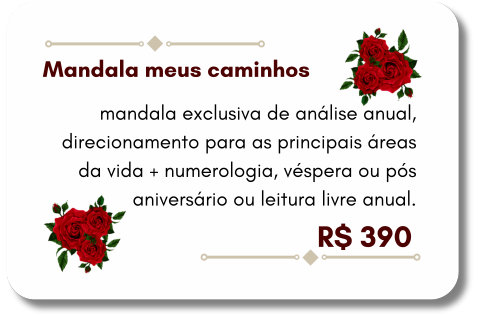 Mandala meus caminhos
mandala exclusiva de análise anual,
direcionamento para as principais áreas
da vida + numerologia, véspera ou pós
aniversário ou leitura livre anual.
R$ 390